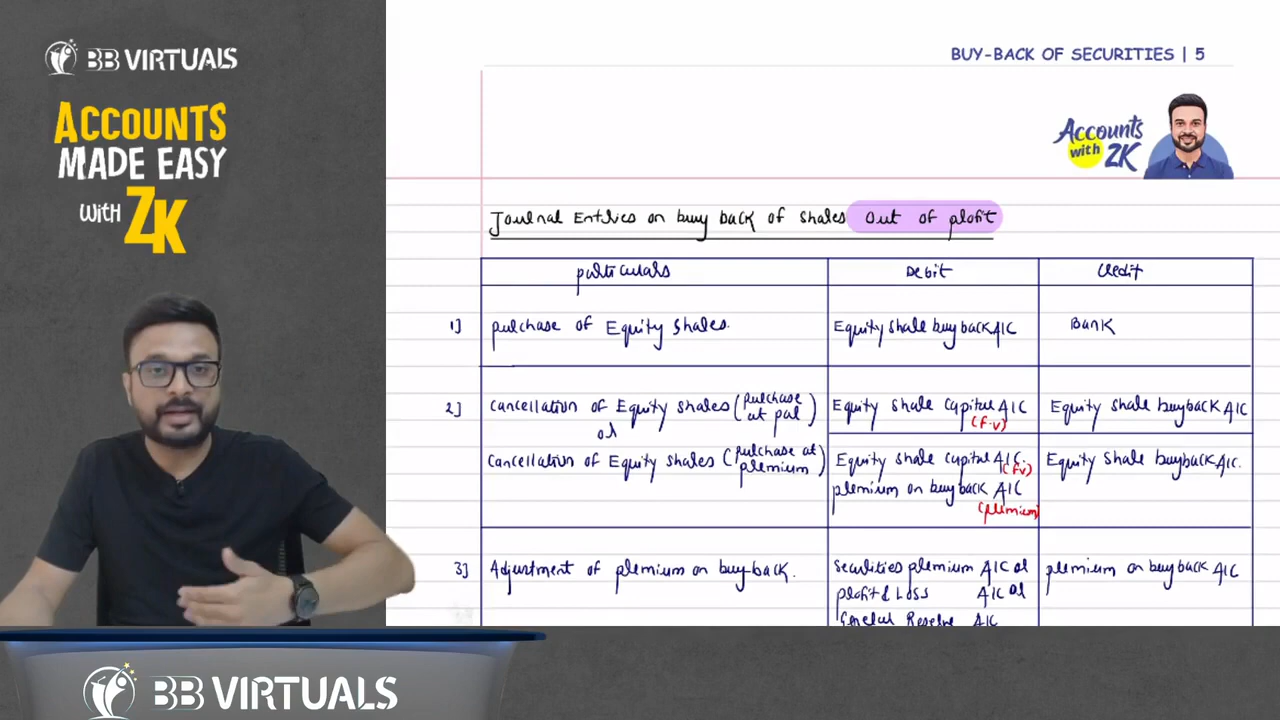 BB VIRTUALS
ACCOUNTS
MADE EASY
WITH ZK
BUY-BACK OF SECURITIES | 5
Accounts
with ZK
Journal Entries on buy back of shares out of profit
particulars Debit Credit
1] purchase of Equity shares. Equity share buyback A/C Bank
2] cancellation of Equity shares (purchase at par) Equity share capital A/C (F.V) Equity share buyback A/C
or
cancellation of Equity shares (purchase at premium) Equity share capital A/C. (FV) Equity share buyback A/C.
premium on buyback A/C
(premium)
3] Adjustment of premium on buy-back. Securities premium A/C or premium on buyback A/C
profit & Loss A/C or
General Reserve A/C
BB VIRTUALS